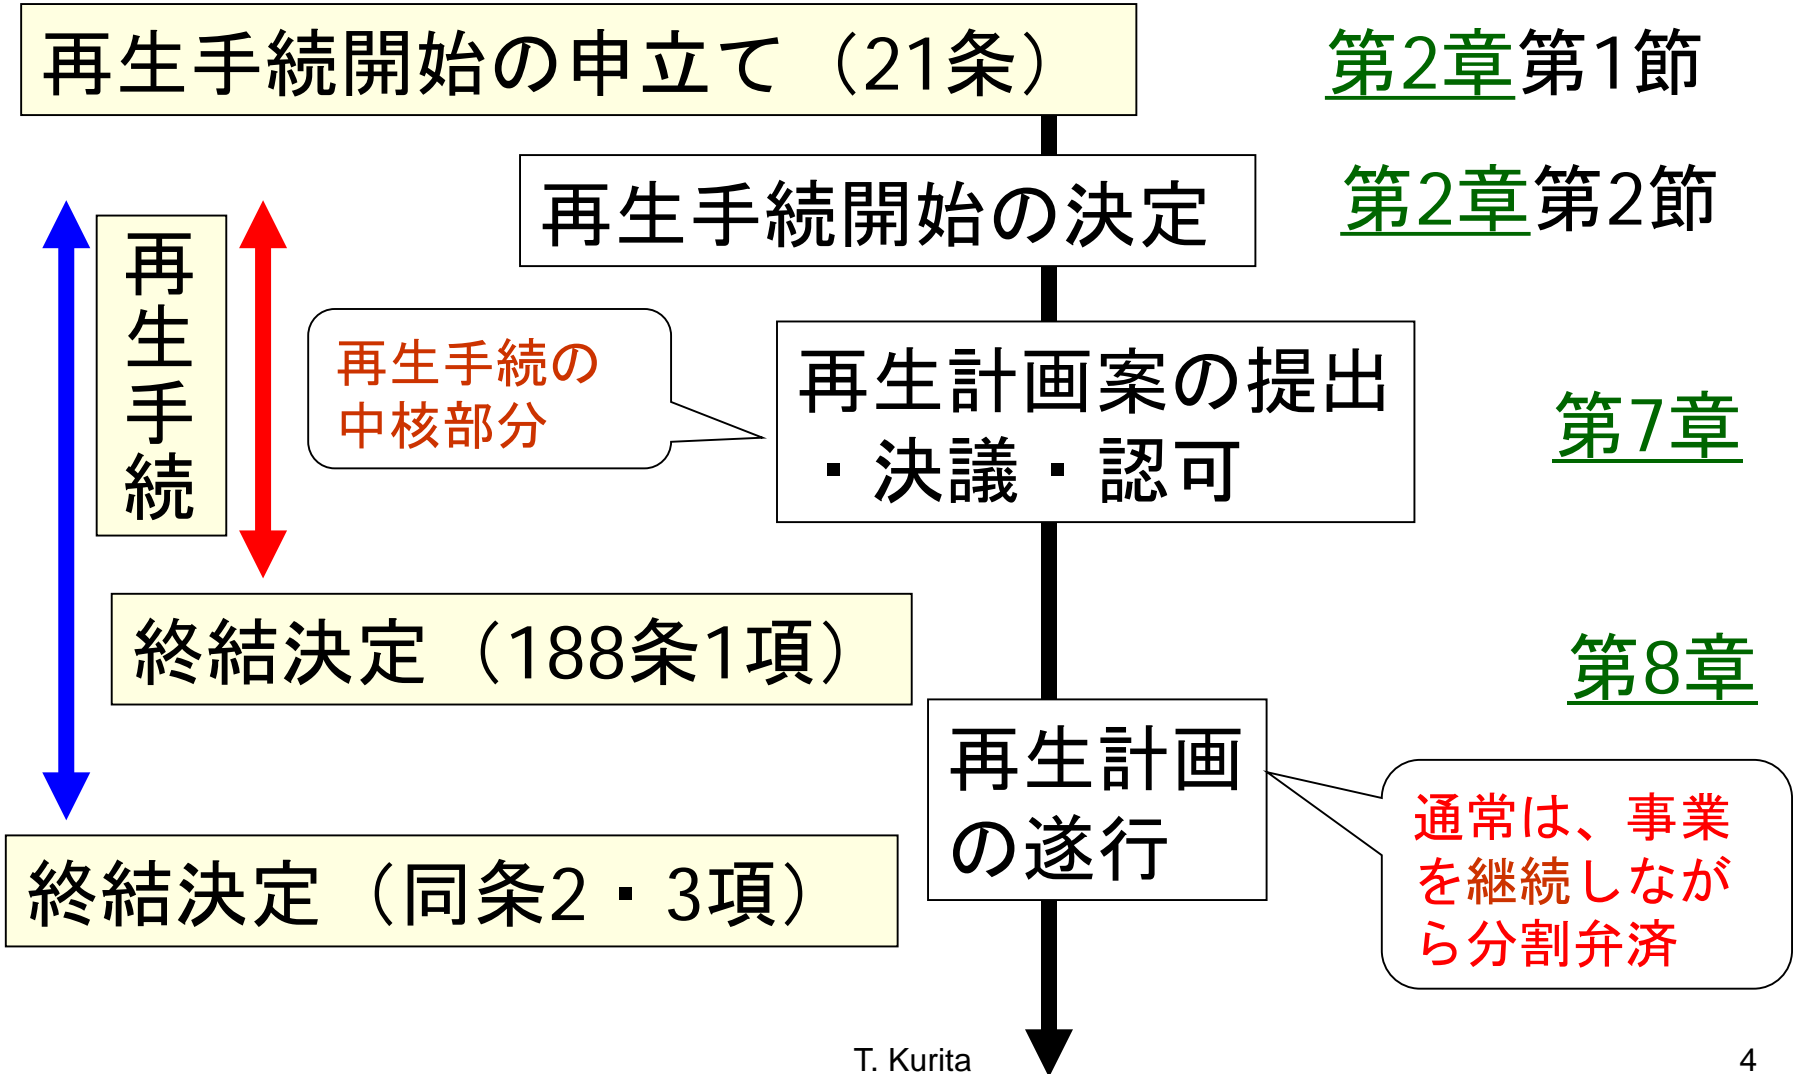 再生手続開始の申立て（21条）
第2章第1節
再生手続開始の決定
第2章第2節
再生手続
再生手続の
中核部分
再生計画案の提出
・決議・認可
第7章
終結決定（188条1項）
第8章
再生計画
の遂行
通常は、事業
を継続しなが
ら分割弁済
終結決定（同条2・3項）
T. Kurita
4